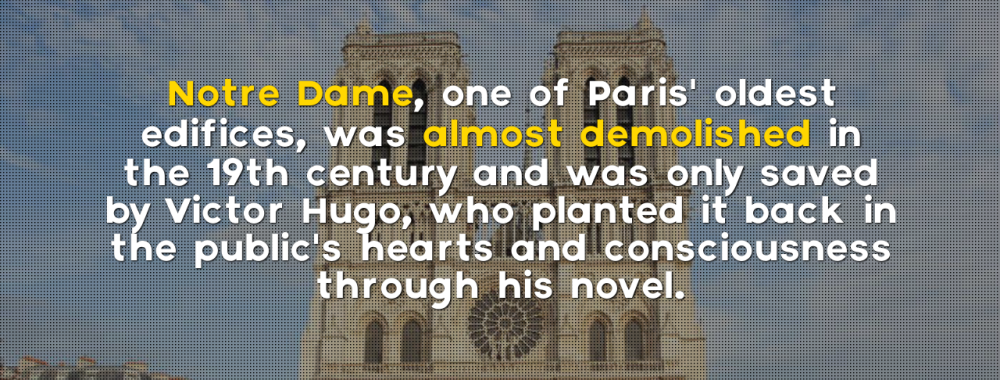 Notre Dame, one of Paris' oldest
edifices, was almost demolished in
the 19th century and was only saved
by Victor Hugo, who planted it back in
the public's hearts and consciousness
through his novel.